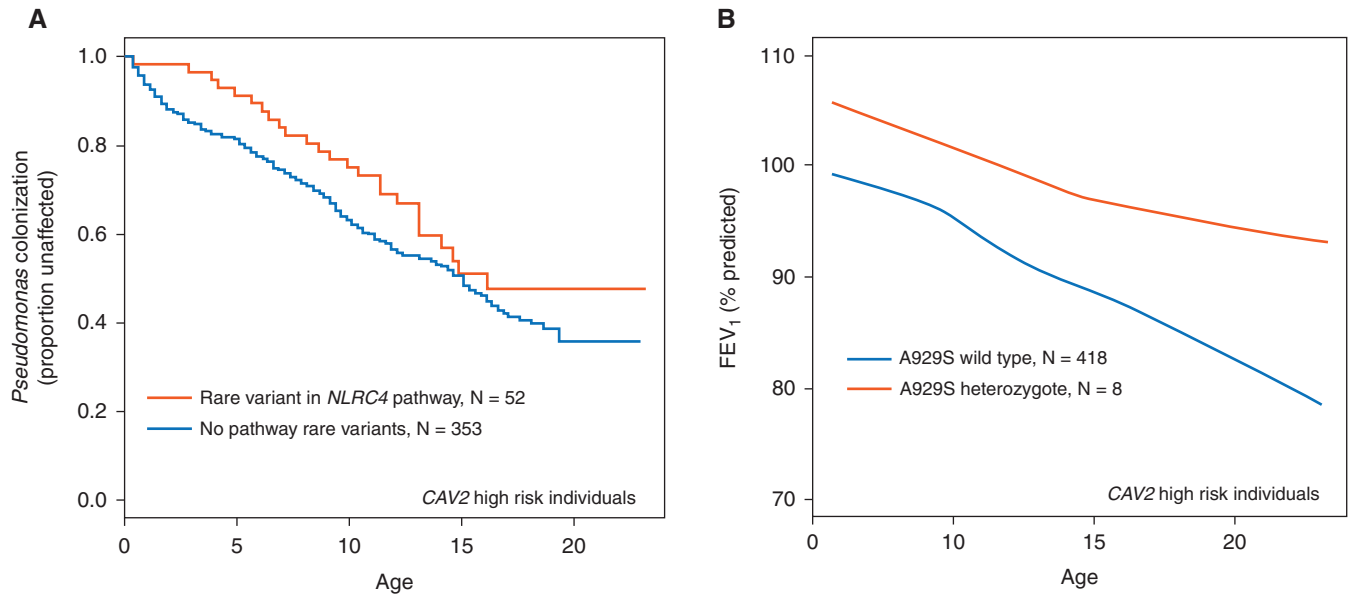 A
1.0
0.8
0.6
0.4
0.2
0.0
Pseudomonas colonization
(proportion unaffected)
Rare variant in NLRC4 pathway, N = 52
No pathway rare variants, N = 353
CAV2 high risk individuals
0 5 10 15 20
Age
B
110
100
90
80
70
FEV1 (% predicted)
A929S wild type, N = 418
A929S heterozygote, N = 8
CAV2 high risk individuals
0 10 15 20
Age